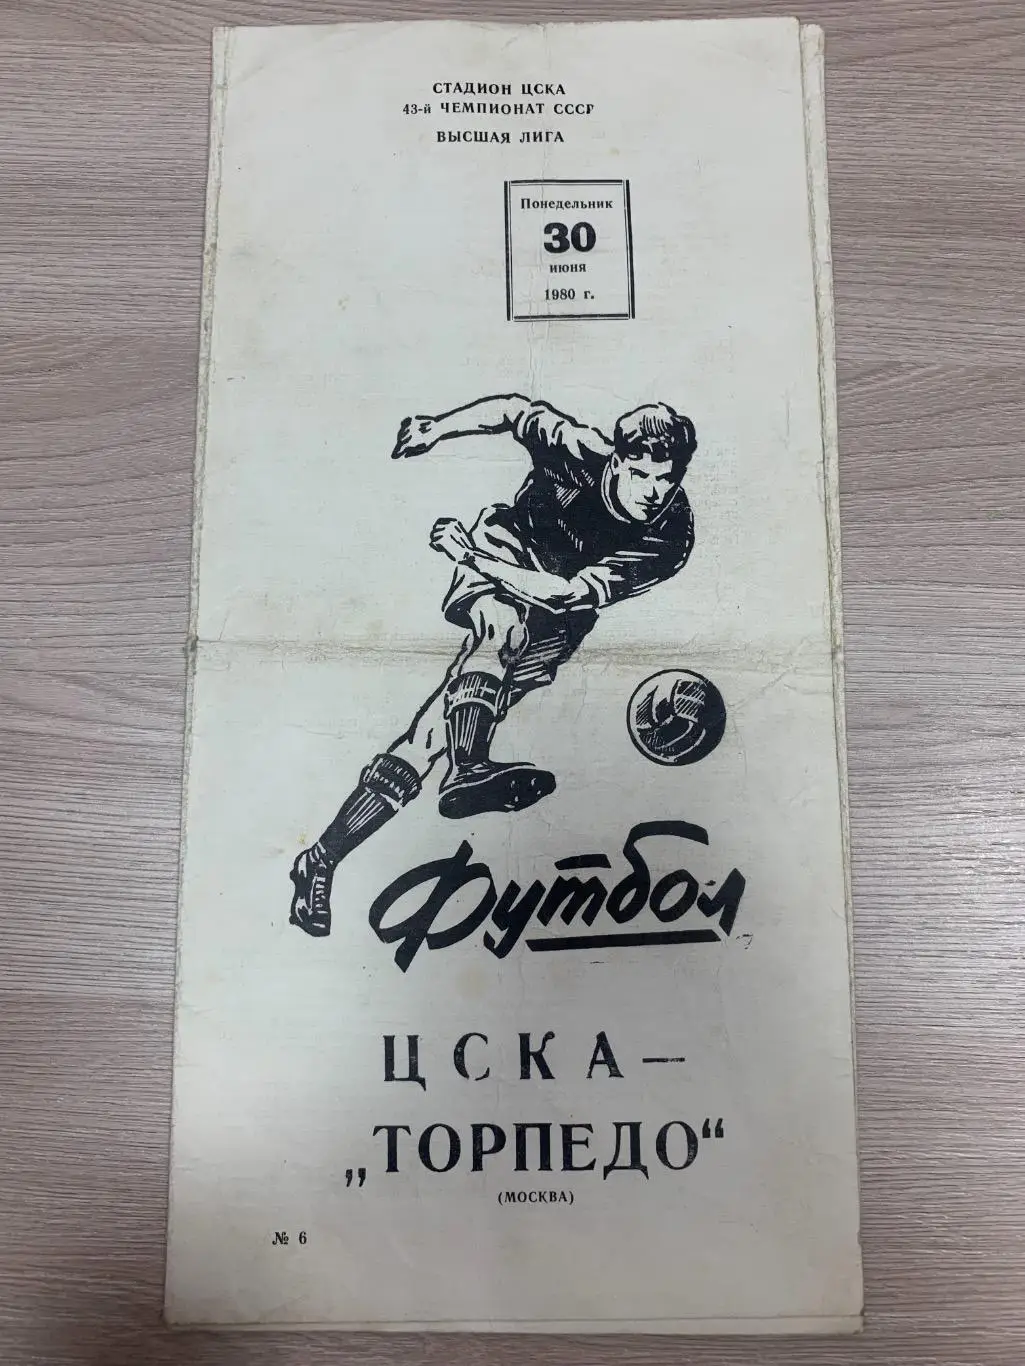 СТАДИОН ЦСКА
43-й ЧЕМПИОНАТ СССР
ВЫСШАЯ ЛИГА
Понедельник
30
июня
1980 г.
Футбол
ЦСКА —
„ТОРПЕДО“
(МОСКВА)
№ 6